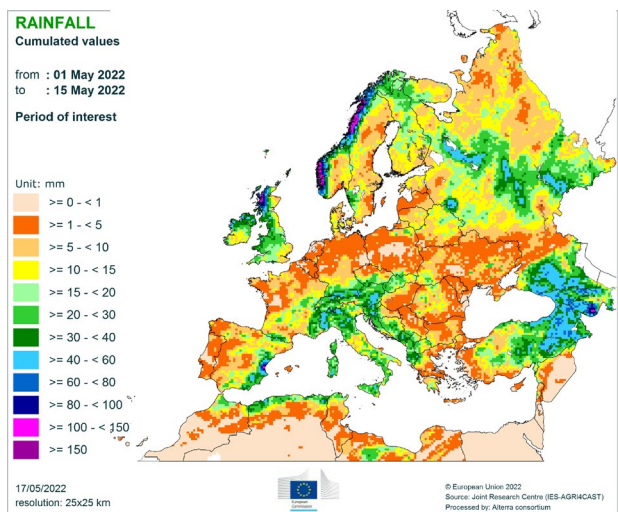 RAINFALL
Cumulated values
from : 01 May 2022
to : 15 May 2022
Period of interest
Unit: mm
>= 0 - < 1
>= 1 - < 5
>= 5 - < 10
>= 10 - < 15
>= 15 - < 20
>= 20 - < 30
>= 30 - < 40
>= 40 - < 60
>= 60 - < 80
>= 80 - < 100
>= 100 - < 150
>= 150
17/05/2022
resolution: 25x25 km
European
Commission
© European Union 2022
Source: Joint Research Centre (IES-AGRI4CAST)
Processed by: Alterra consortium